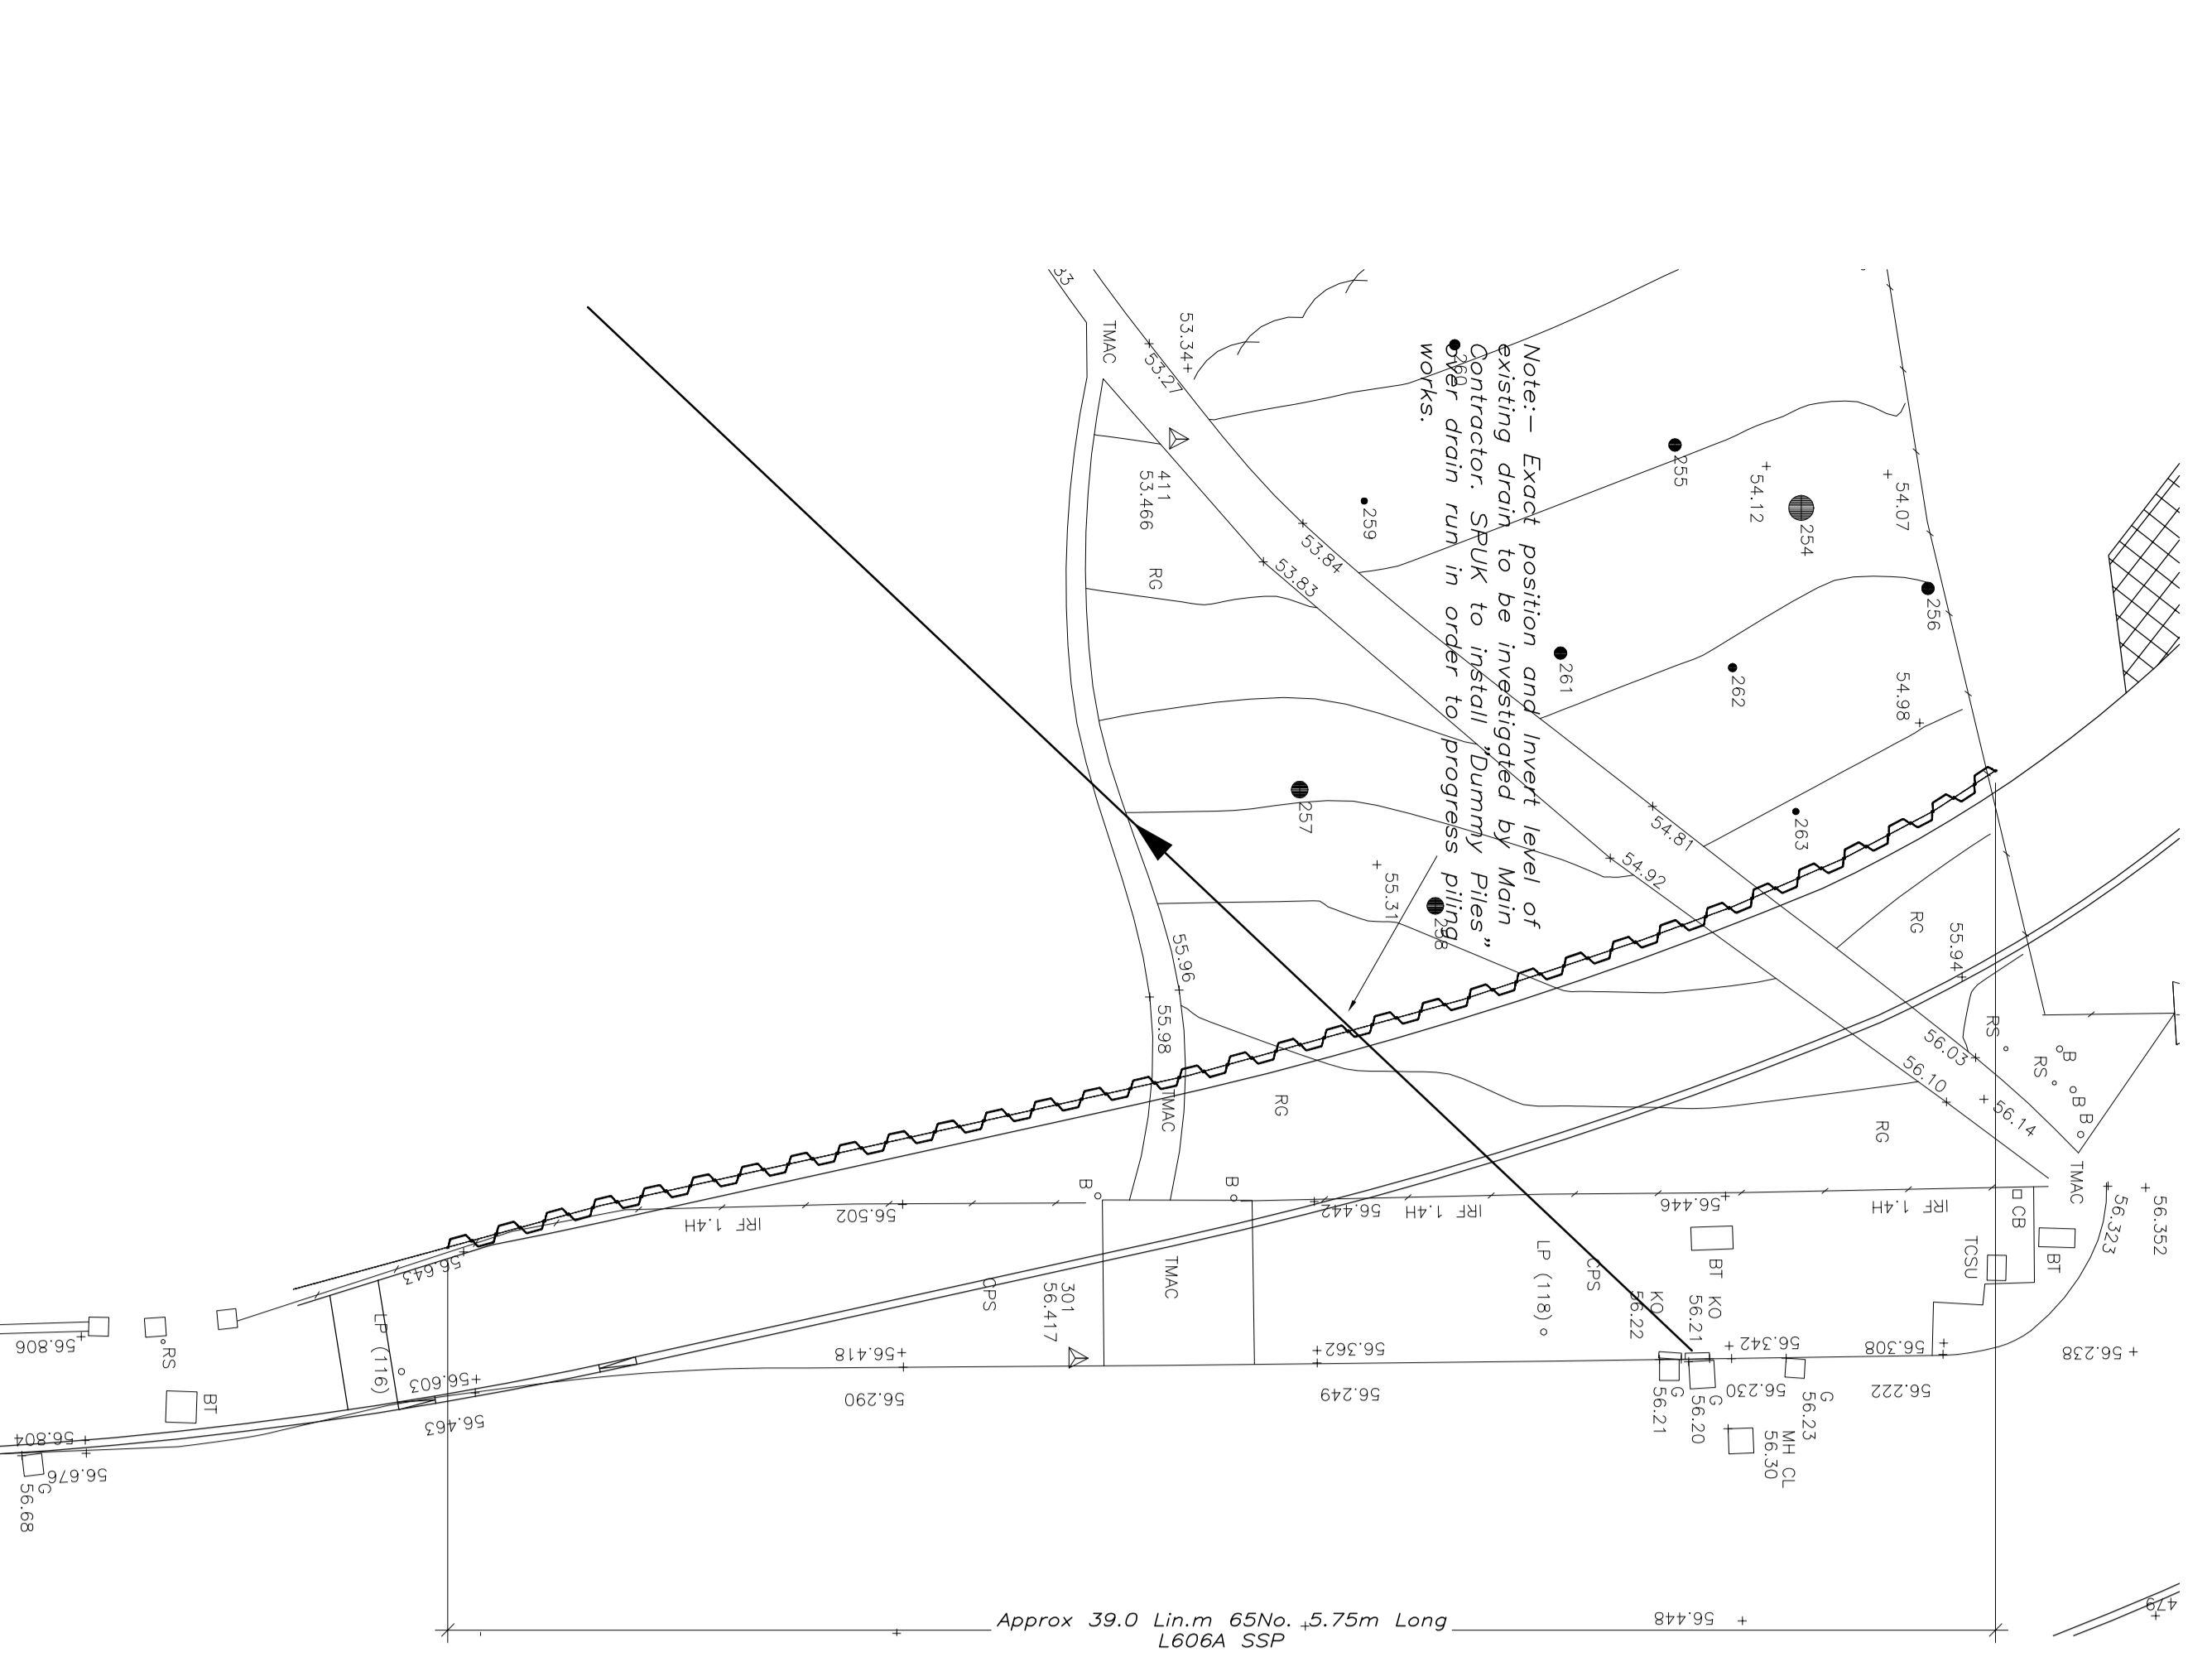 33
TMAC
53.34+
53.27
Note:– Exact position and Invert level of
existing drain to be investigated by Main
Contractor. SPUK to install "Dummy Piles"
over drain run in order to progress piling
works.
260
255
54.12
254
54.07
256
411
53.466
RG
259
53.84
53.83
261
262
54.98
257
263
54.81
54.92
55.31
258
RG
55.94
55.96
55.98
RS
B
RS
B
B
56.03
56.10
56.14
TMAC
RG
RG
TMAC
B
B
IRF 1.4H
56.502
56.442
IRF 1.4H
56.446
IRF 1.4H
CB
BT
56.323
56.352
TCSU
BT
LP (118)
CPS
KO
56.22
KO
56.21
56.643
CPS
301
56.417
TMAC
LP (116)
56.806
RS
BT
56.603
56.463
56.418
56.290
56.362
56.249
56.342
56.308
56.238
56.230
56.222
G
56.21
G
56.20
G
56.23
MH CL
56.30
56.804
56.676
G
56.68
Approx 39.0 Lin.m 65No. 5.75m Long
L606A SSP
56.448
479